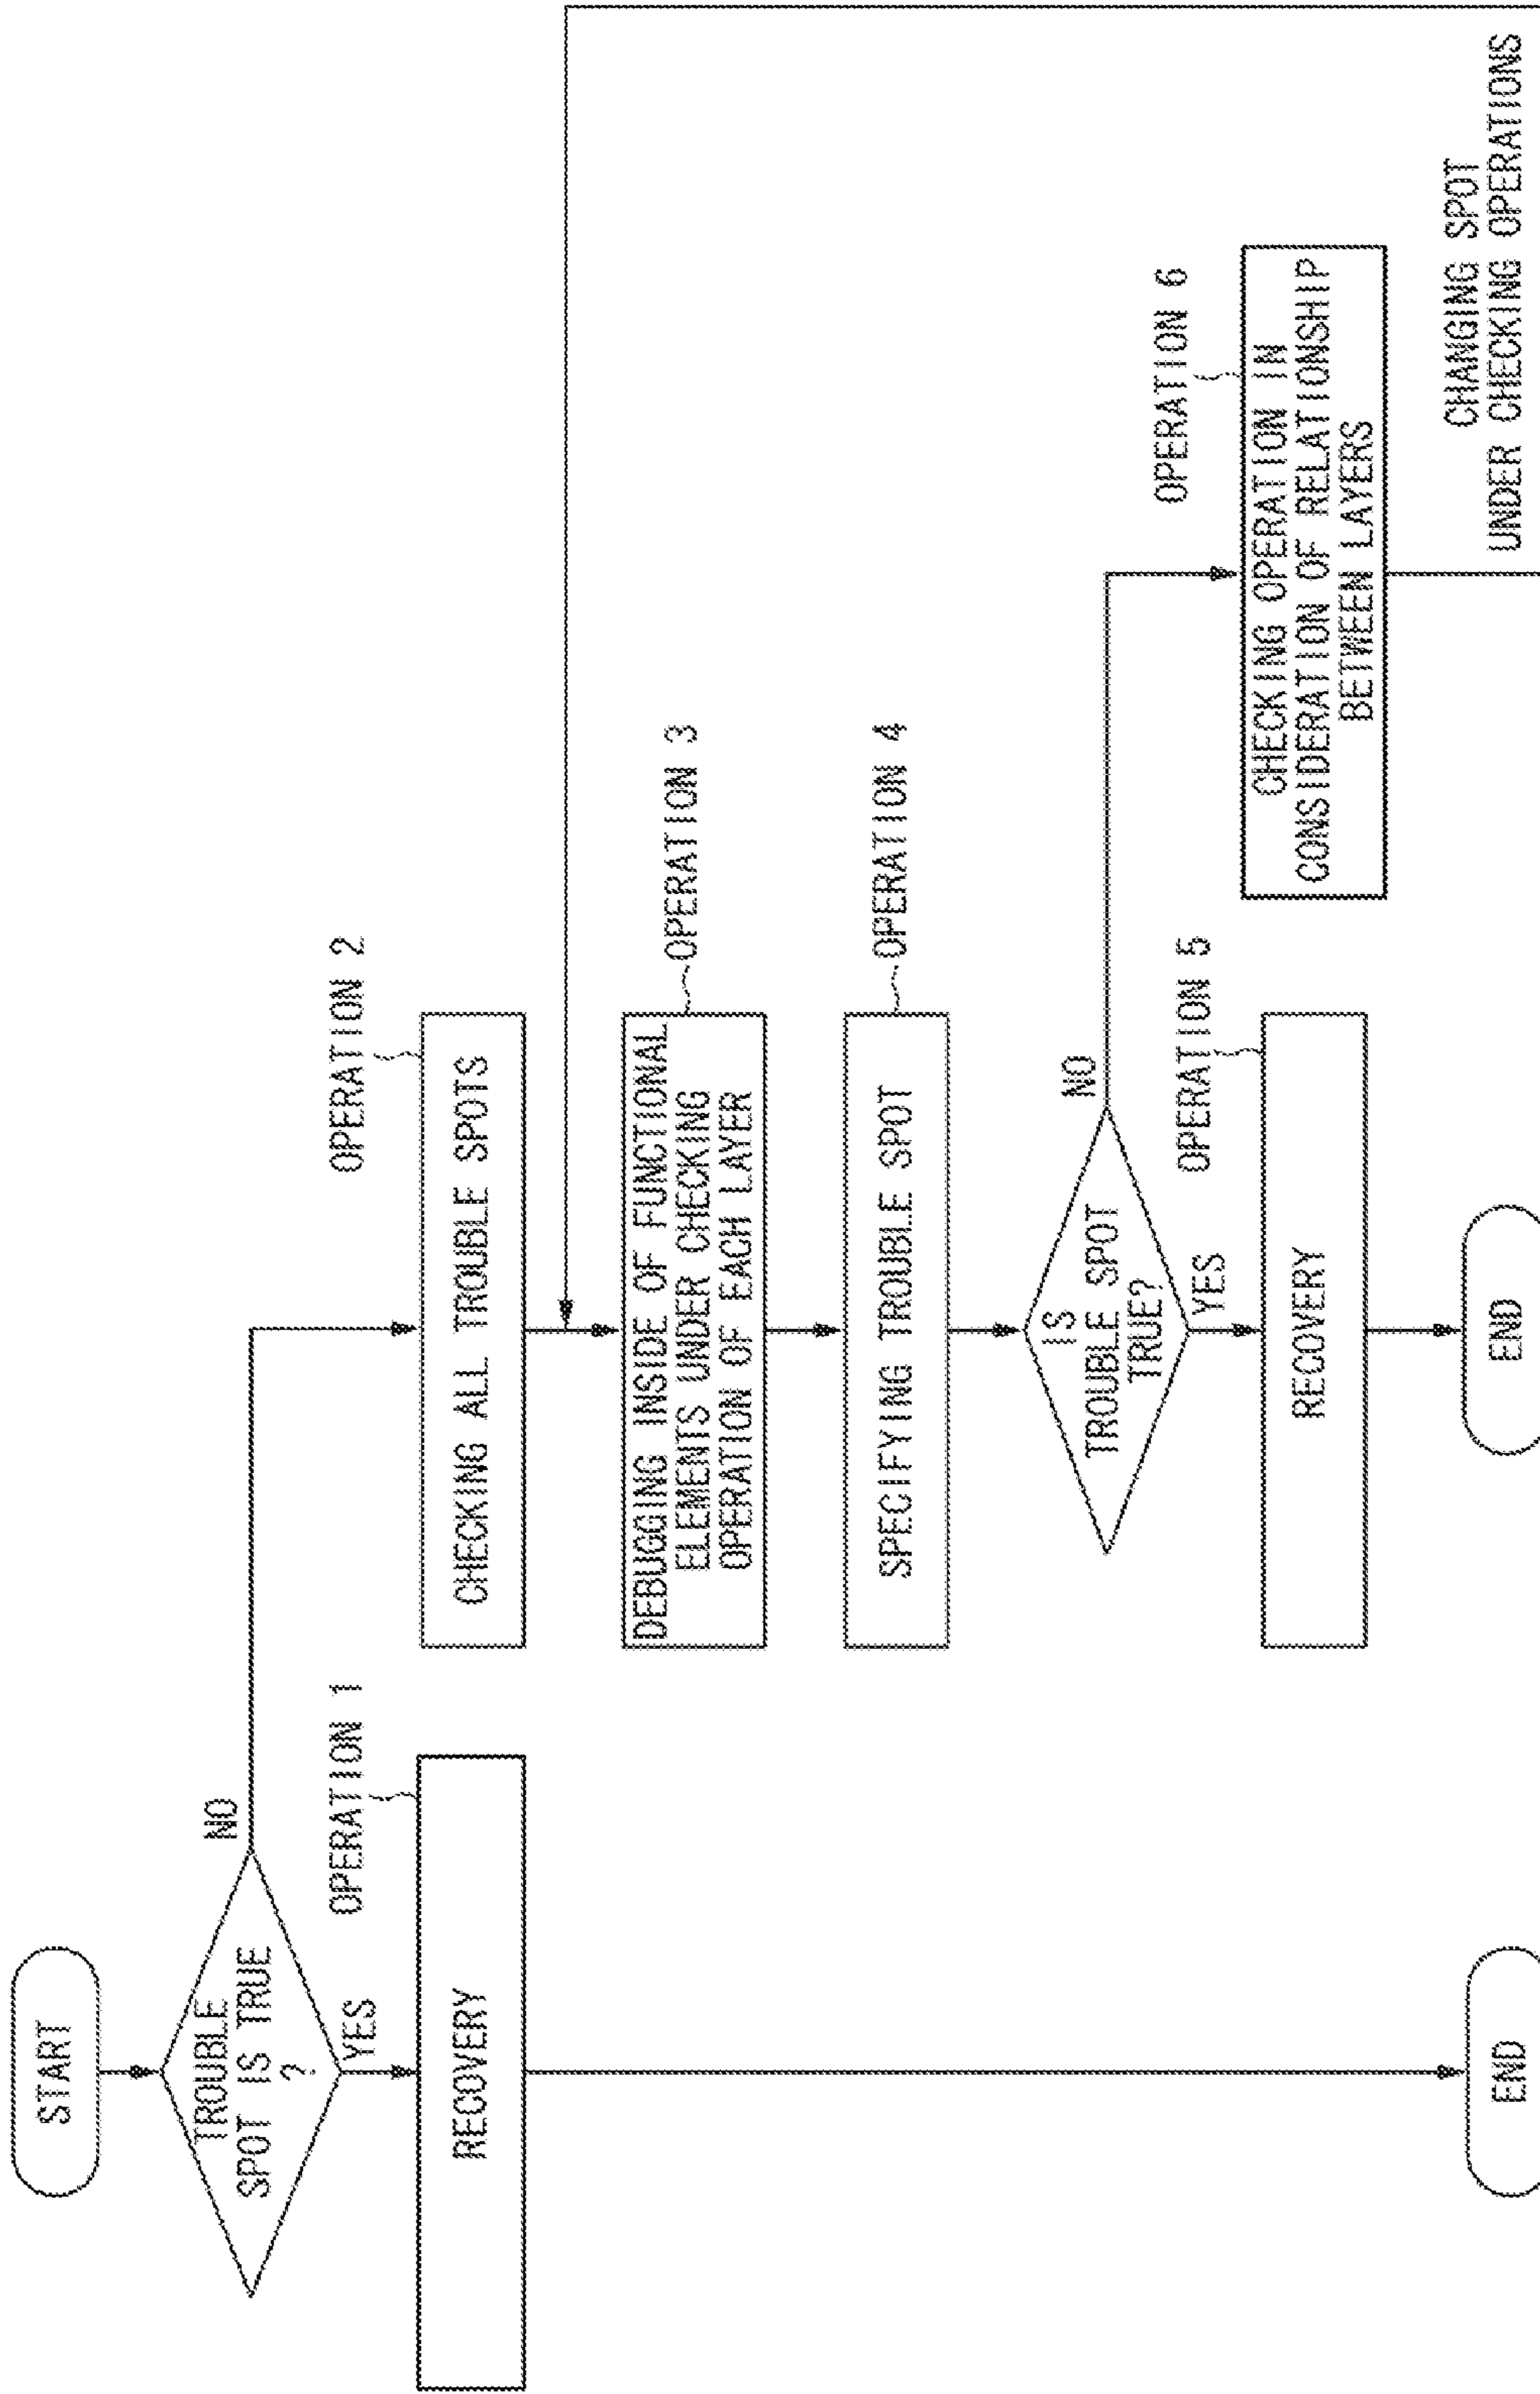 START
TROUBLE
SPOT IS TRUE
?
NO
YES
OPERATION 1
RECOVERY
END
OPERATION 2
CHECKING ALL TROUBLE SPOTS
OPERATION 3
DEBUGGING INSIDE OF FUNCTIONAL
ELEMENTS UNDER CHECKING
OPERATION OF EACH LAYER
OPERATION 4
SPECIFYING TROUBLE SPOT
IS
TROUBLE SPOT
TRUE?
NO
YES
OPERATION 5
RECOVERY
END
OPERATION 6
CHECKING OPERATION IN
CONSIDERATION OF RELATIONSHIP
BETWEEN LAYERS
CHANGING SPOT
UNDER CHECKING OPERATIONS